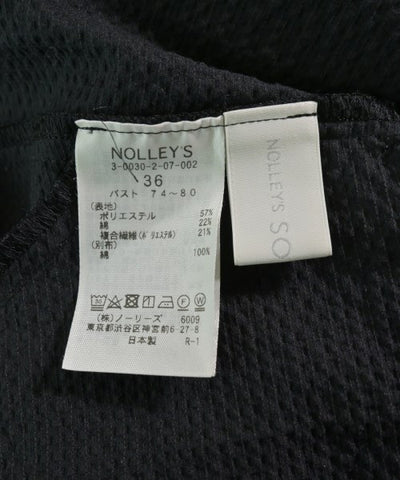 NOLLEY'S
3-0030-2-07-002
36
バスト 74～80
(表地)
ポリエステル 57%
綿 22%
複合繊維(ポリエステル) 21%
(別布)
綿 100%
(株)ノーリーズ 6009
東京都渋谷区神宮前6-27-8
日本製 R-1
NOLLEY'S SO